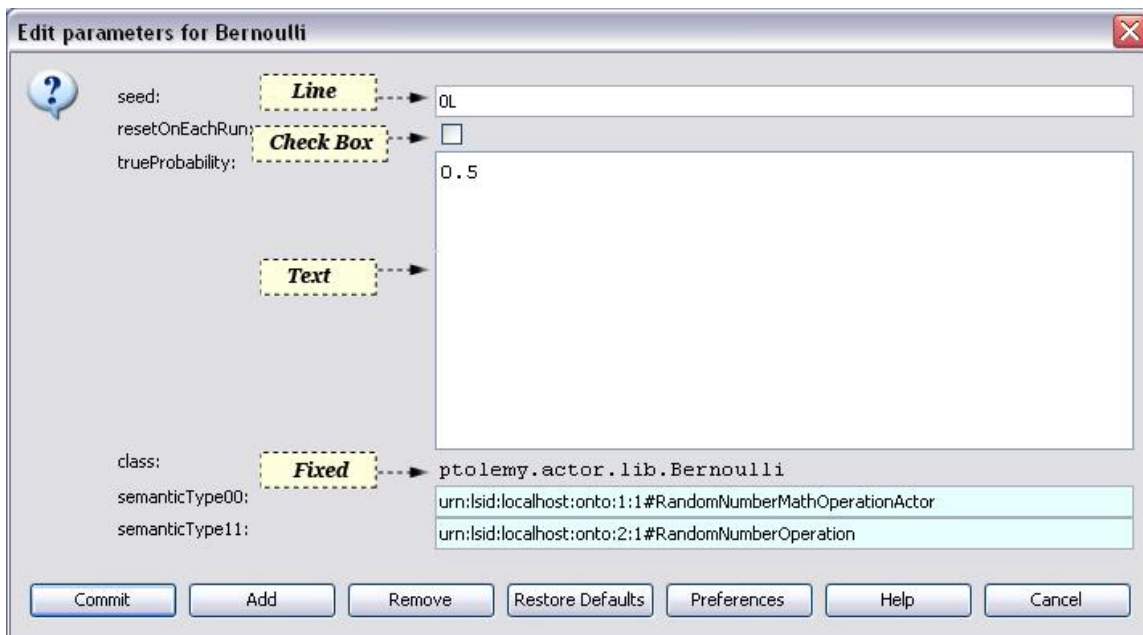 Edit parameters for Bernoulli
seed: Line 0L
resetOnEachRun: Check Box
trueProbability: 0.5
Text
class: Fixed ptolemy.actor.lib.Bernoulli
semanticType00: urn:lsid:localhost:onto:1:1#RandomNumberMathOperationActor
semanticType11: urn:lsid:localhost:onto:2:1#RandomNumberOperation
Commit Add Remove Restore Defaults Preferences Help Cancel